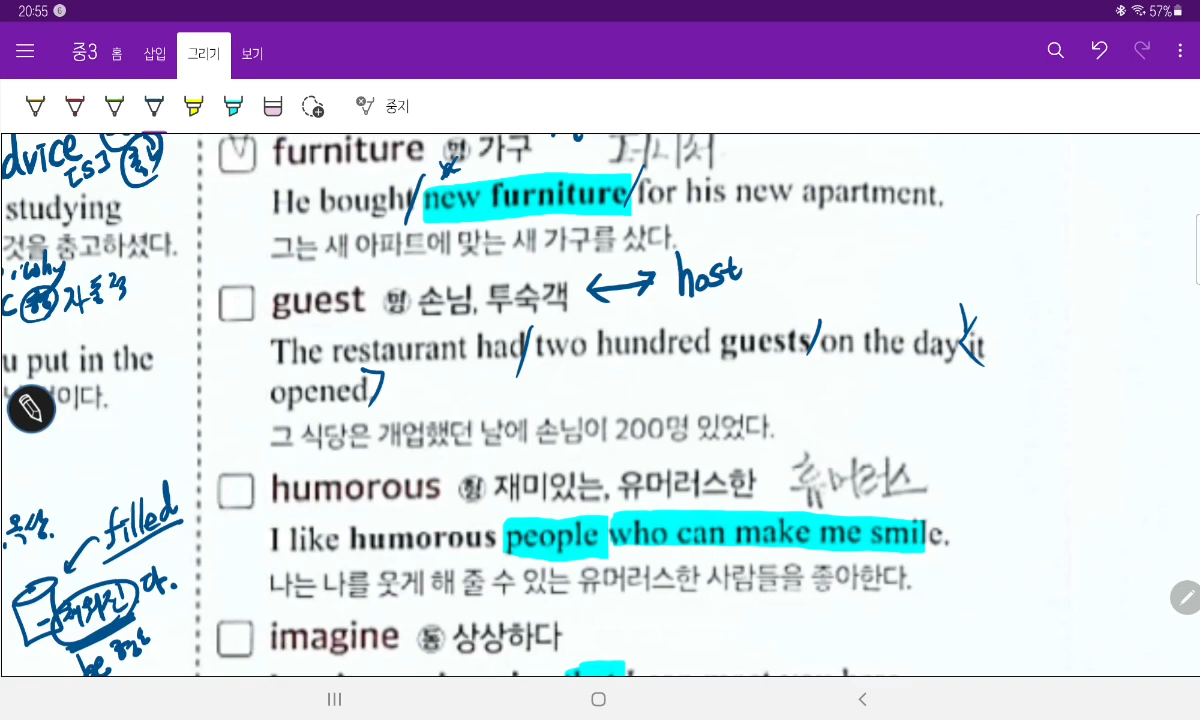 20:55 6 57%
중3 홈 삽입 그리기 보기
중지
dvice
furniture 명 가구
He bought new furniture for his new apartment.
studying
그는 새 아파트에 맞는 새 가구를 샀다.
것을 충고하셨다.
why
host
guest 명 손님, 투숙객
The restaurant had two hundred guests on the day it
u put in the
opened.
이다.
그 식당은 개업했던 날에 손님이 200명 있었다.
humorous 형 재미있는, 유머러스한 휴머러스
filled
I like humorous people who can make me smile.
나는 나를 웃게 해 줄 수 있는 유머러스한 사람들을 좋아한다.
다.
imagine 동 상상하다
be